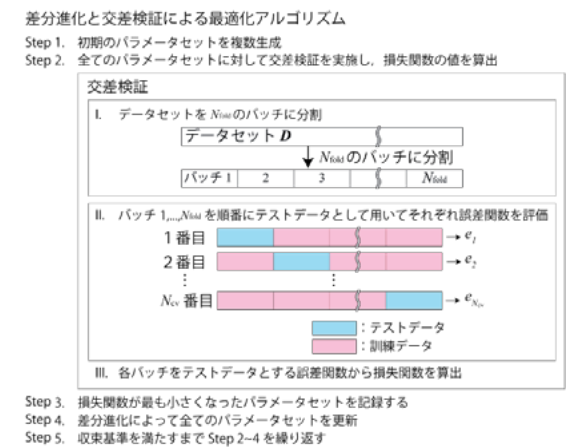 差分進化と交差検証による最適化アルゴリズム
Step 1. 初期のパラメータセットを複数生成
Step 2. 全てのパラメータセットに対して交差検証を実施し，損失関数の値を算出
交差検証
I. データセットを Nfold のバッチに分割
データセット D
Nfold のバッチに分割
バッチ 1 2 3 Nfold
II. バッチ 1,...,Nfold を順番にテストデータとして用いてそれぞれ誤差関数を評価
1 番目 → e1
2 番目 → e2
⋮ ⋮
Ncv 番目 → eNcv
：テストデータ
：訓練データ
III. 各バッチをテストデータとする誤差関数から損失関数を算出
Step 3. 損失関数が最も小さくなったパラメータセットを記録する
Step 4. 差分進化によって全てのパラメータセットを更新
Step 5. 収束基準を満たすまで Step 2~4 を繰り返す